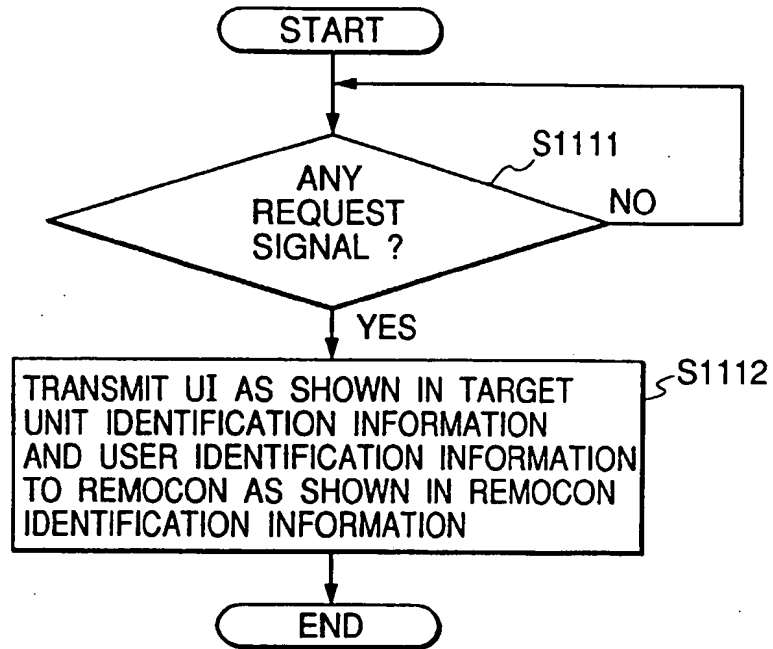 START
S1111
ANY
REQUEST
SIGNAL ?
NO
YES
S1112
TRANSMIT UI AS SHOWN IN TARGET
UNIT IDENTIFICATION INFORMATION
AND USER IDENTIFICATION INFORMATION
TO REMOCON AS SHOWN IN REMOCON
IDENTIFICATION INFORMATION
END